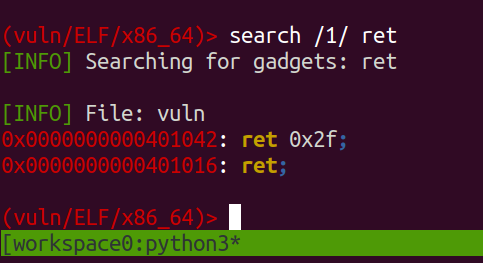 (vuln/ELF/x86_64)> search /1/ ret
[INFO] Searching for gadgets: ret
[INFO] File: vuln
0x0000000000401042: ret 0x2f;
0x0000000000401016: ret;
(vuln/ELF/x86_64)>
[workspace0:python3*